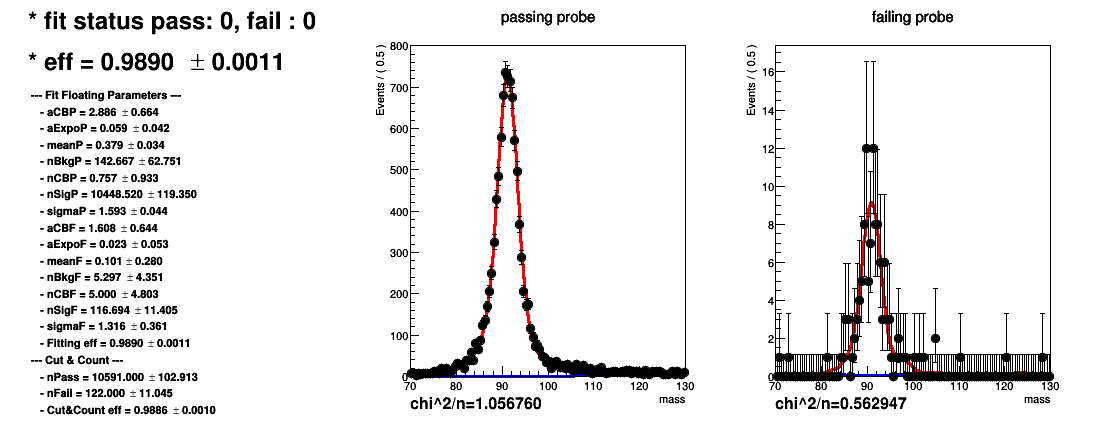 * fit status pass: 0, fail : 0
* eff = 0.9890 ± 0.0011
--- Fit Floating Parameters ---
- aCBP = 2.886 ± 0.664
- aExpoP = 0.059 ± 0.042
- meanP = 0.379 ± 0.034
- nBkgP = 142.667 ± 62.751
- nCBP = 0.757 ± 0.933
- nSigP = 10448.520 ± 119.350
- sigmaP = 1.593 ± 0.044
- aCBF = 1.608 ± 0.644
- aExpoF = 0.023 ± 0.053
- meanF = 0.101 ± 0.280
- nBkgF = 5.297 ± 4.351
- nCBF = 5.000 ± 4.803
- nSigF = 116.694 ± 11.405
- sigmaF = 1.316 ± 0.361
- Fitting eff = 0.9890 ± 0.0011
--- Cut & Count ---
- nPass = 10591.000 ± 102.913
- nFail = 122.000 ± 11.045
- Cut&Count eff = 0.9886 ± 0.0010
passing probe
Events / ( 0.5 )
800
700
600
500
400
300
200
100
0
70 80 90 100 110 120 130
mass
chi^2/n=1.056760
failing probe
Events / ( 0.5 )
16
14
12
10
8
6
4
2
0
70 80 90 100 110 120 130
mass
chi^2/n=0.562947